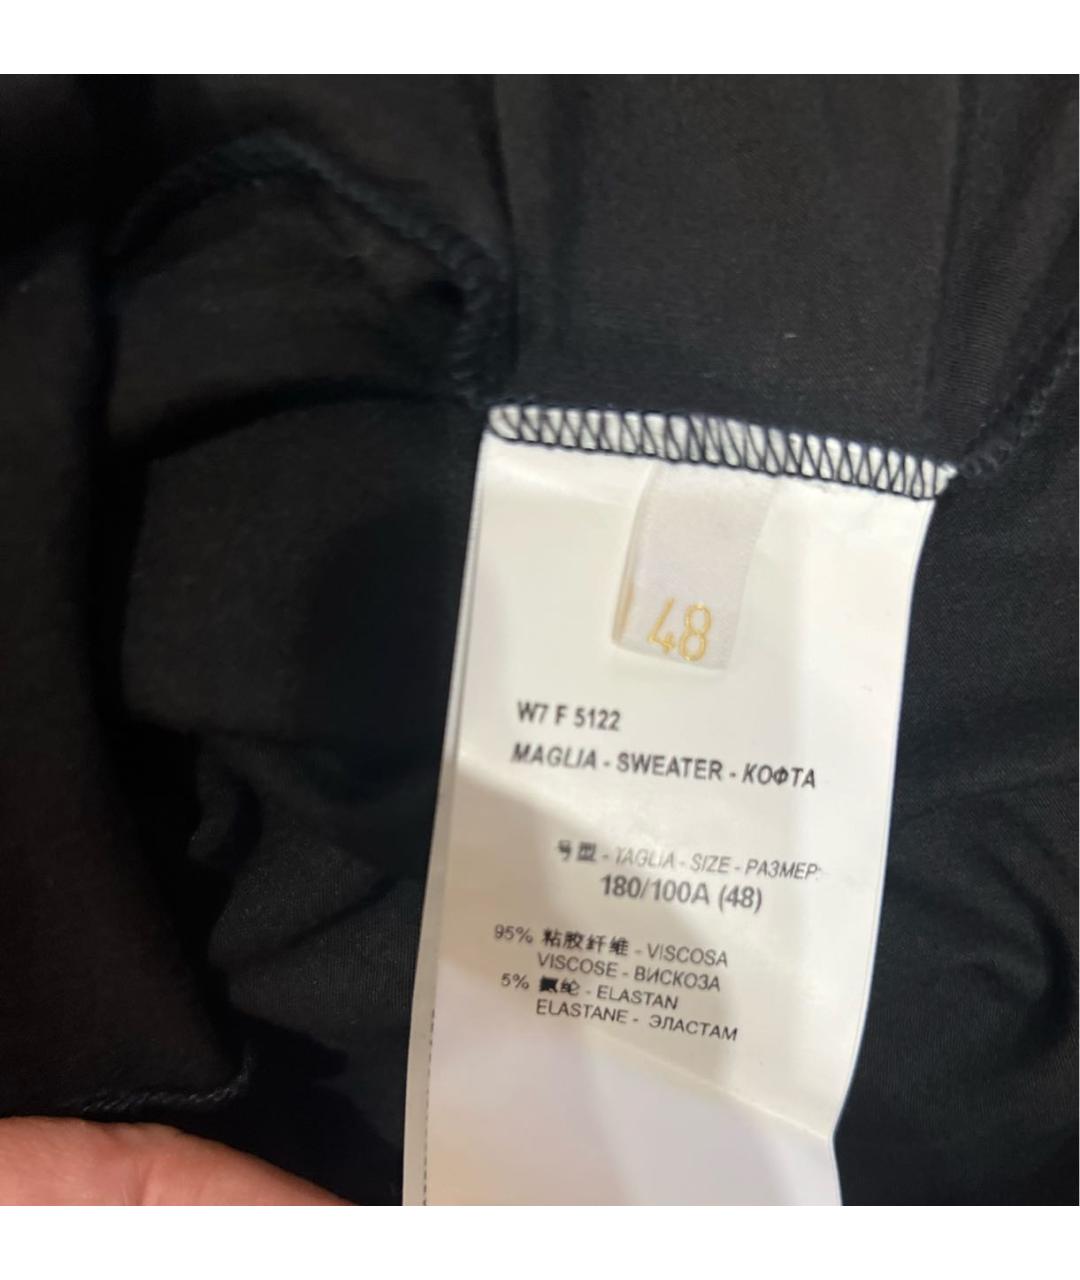 48
W7 F 5122
MAGLIA - SWEATER - КОФТА
号型 - TAGLIA - SIZE - РАЗМЕР:
180/100A (48)
95% 粘胶纤维 - VISCOSA
VISCOSE - ВИСКОЗА
5% 氨纶 - ELASTAN
ELASTANE - ЭЛАСТАМ